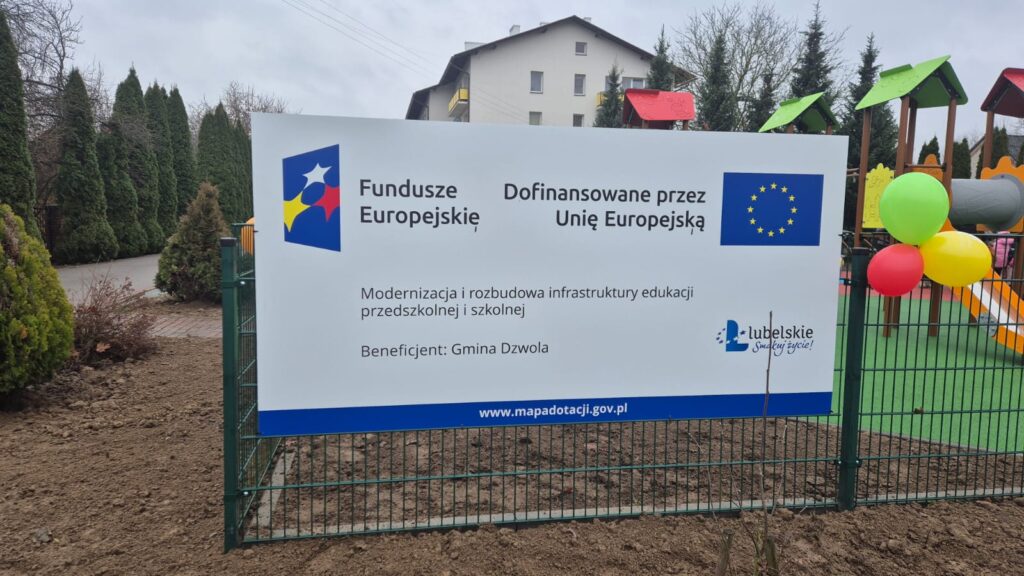 Fundusze
Europejskie
Dofinansowane przez
Unię Europejską
Modernizacja i rozbudowa infrastruktury edukacji
przedszkolnej i szkolnej
Beneficjent: Gmina Dzwola
lubelskie
Smakuj życie!
www.mapadotacji.gov.pl